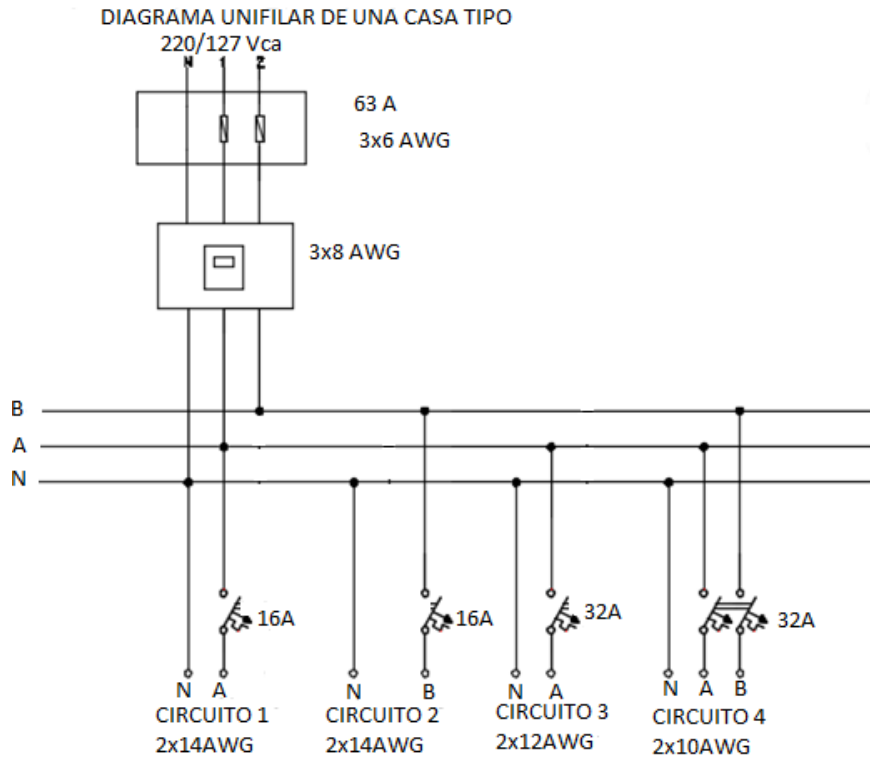 DIAGRAMA UNIFILAR DE UNA CASA TIPO
220/127 Vca
N 1 2
63 A
3x6 AWG
3x8 AWG
B
A
N
16A
16A
32A
32A
N A
N B
N A
N A B
CIRCUITO 1
CIRCUITO 2
CIRCUITO 3
CIRCUITO 4
2x14AWG
2x14AWG
2x12AWG
2x10AWG